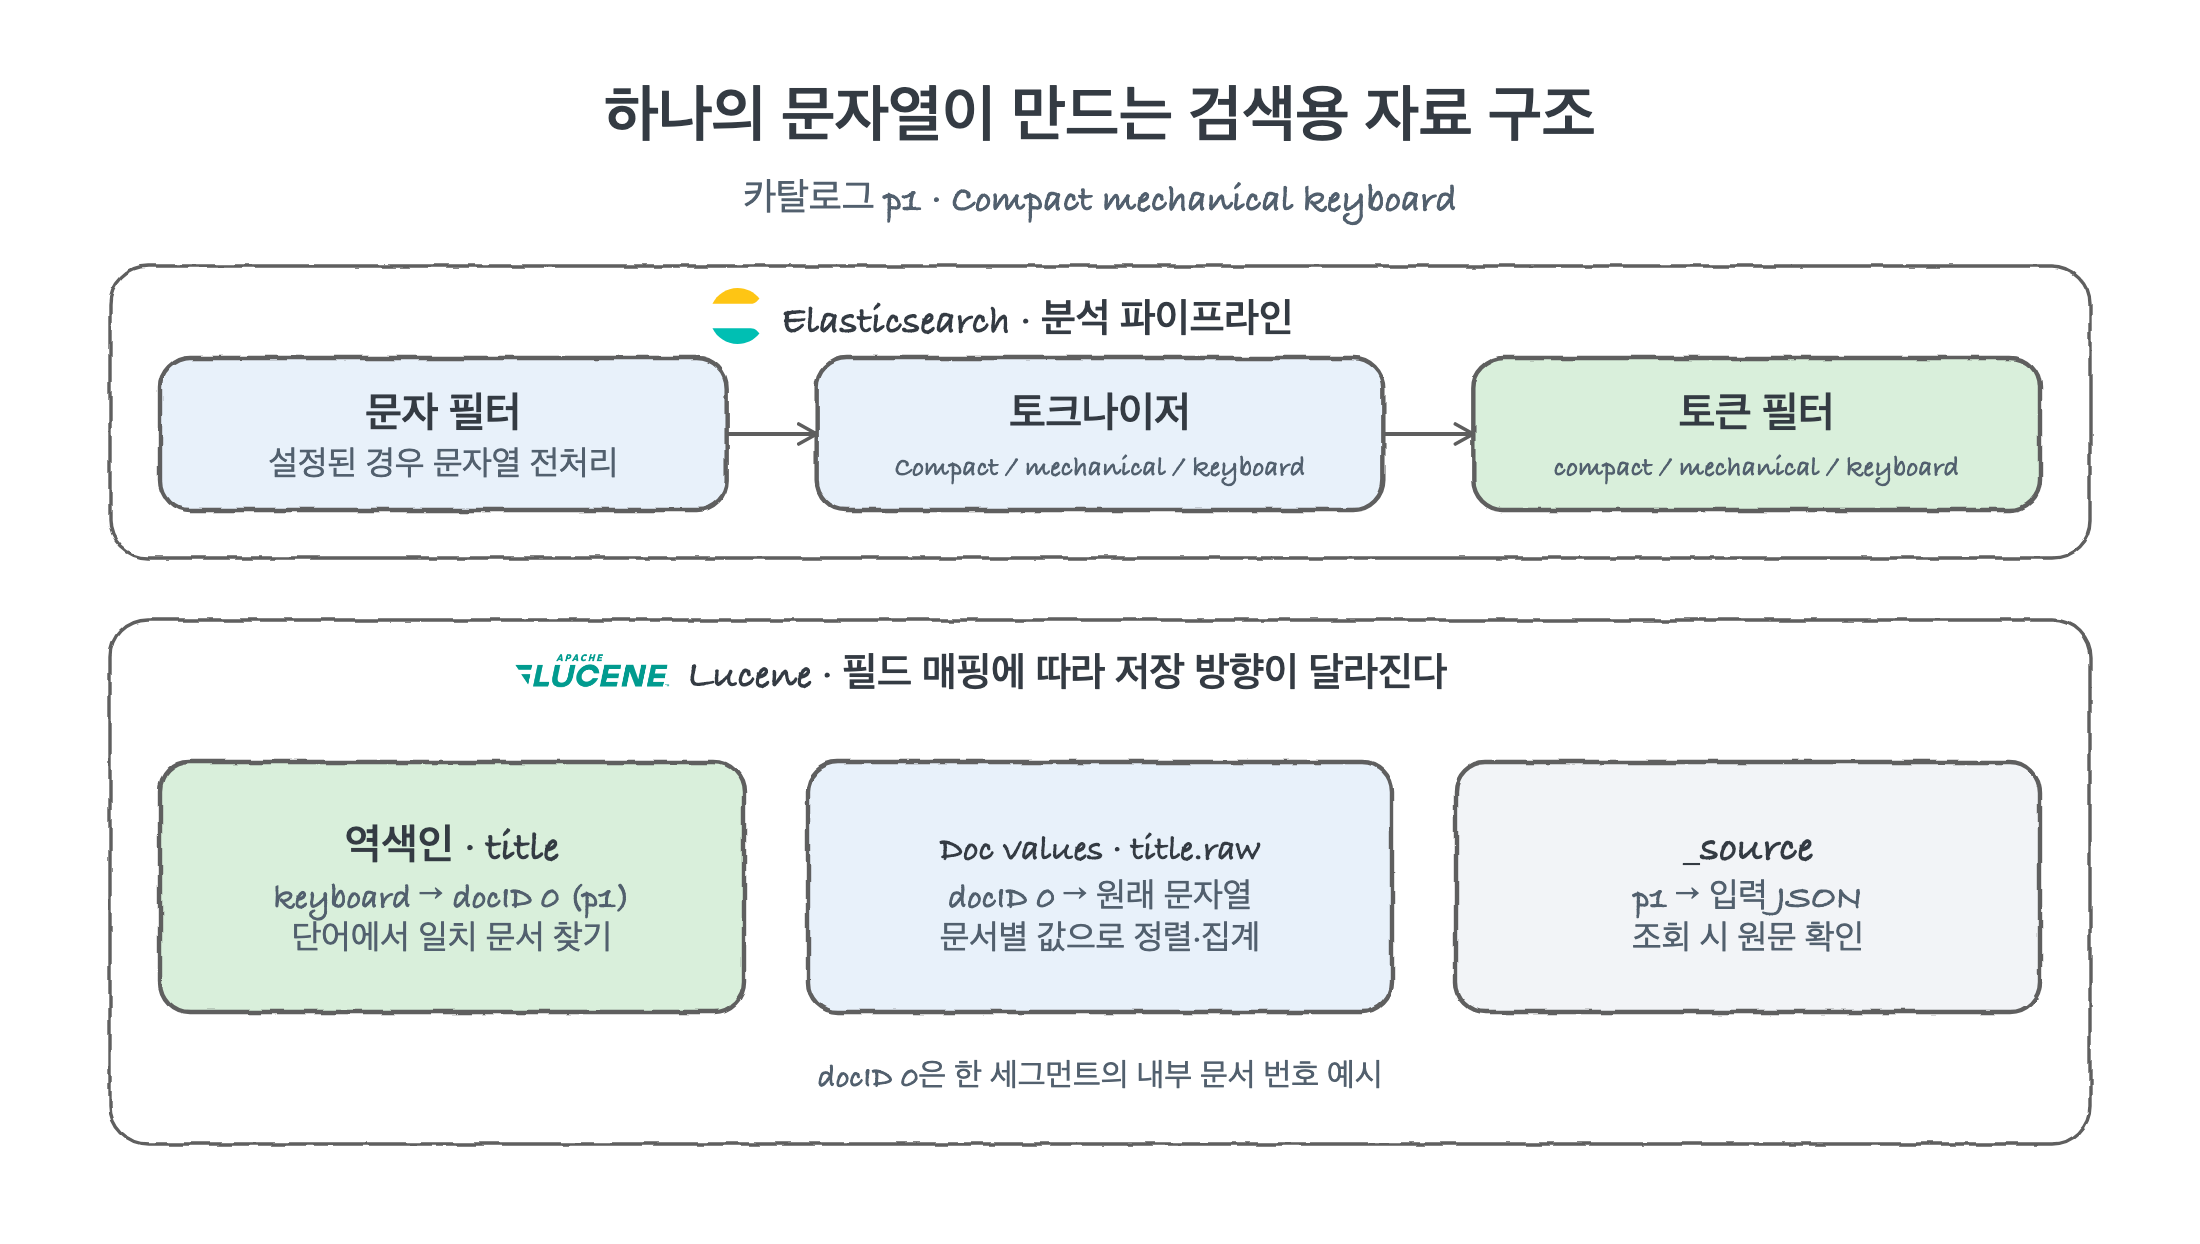 하나의 문자열이 만드는 검색용 자료 구조
카탈로그 p1 · Compact mechanical keyboard
Elasticsearch · 분석 파이프라인
문자 필터
설정된 경우 문자열 전처리
토크나이저
Compact / mechanical / keyboard
토큰 필터
compact / mechanical / keyboard
APACHE
LUCENE
Lucene · 필드 매핑에 따라 저장 방향이 달라진다
역색인 · title
keyboard → docID 0 (p1)
단어에서 일치 문서 찾기
Doc values · title.raw
docID 0 → 원래 문자열
문서별 값으로 정렬·집계
_source
p1 → 입력 JSON
조회 시 원문 확인
docID 0은 한 세그먼트의 내부 문서 번호 예시